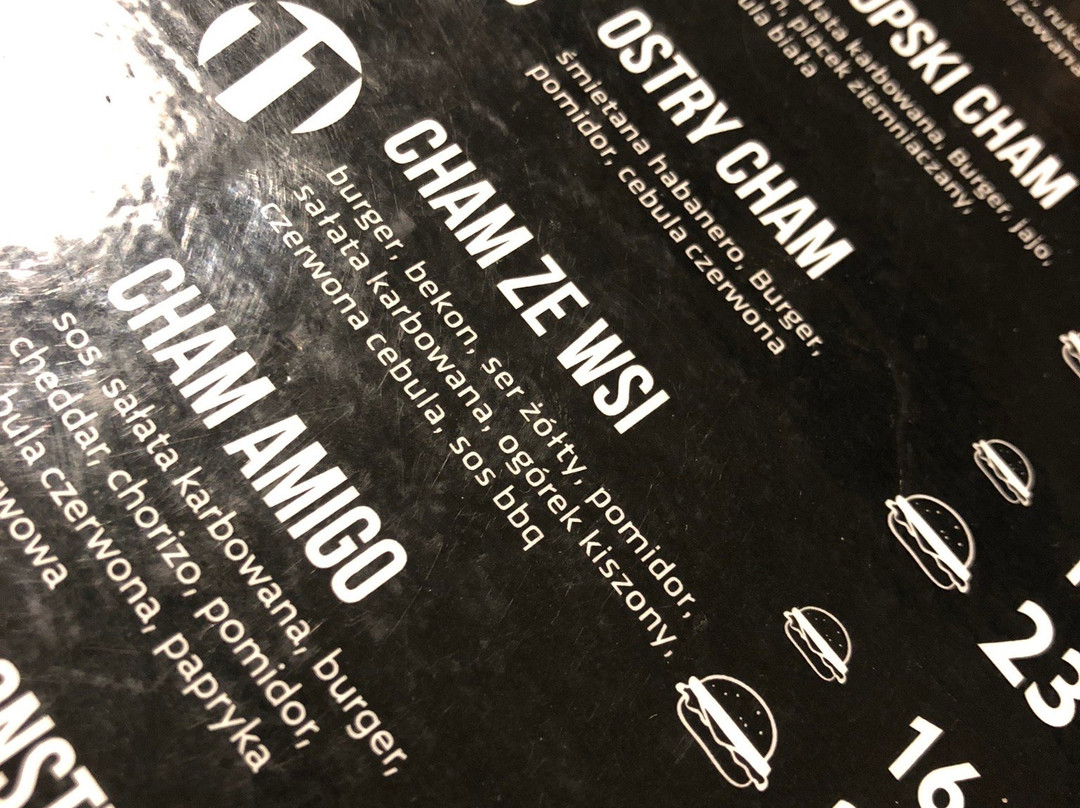 CHAM
sałata karbowana, Burger, jajo,
placek ziemniaczany,
biała
OSTRY CHAM
śmietana habanero, Burger,
pomidor, cebula czerwona
11
CHAM ZE WSI
burger, bekon, ser żółty, pomidor,
sałata karbowana, ogórek kiszony,
czerwona cebula, sos bbq
23
CHAM AMIGO
sos, sałata karbowana, burger,
cheddar, chorizo, pomidor,
czerwona, papryka
16